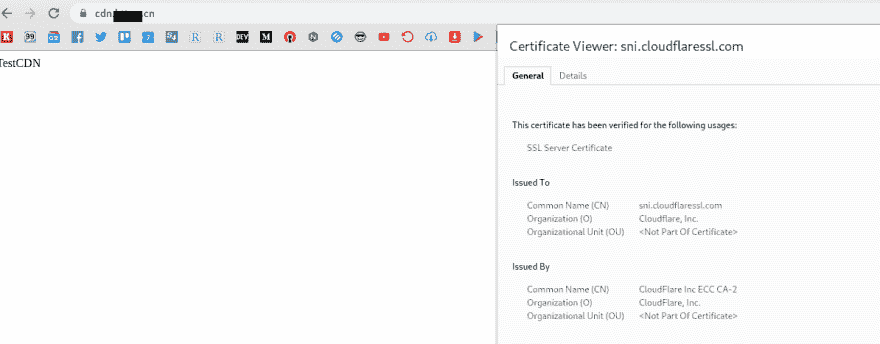 cdn. cn
Certificate Viewer: sni.cloudflaressl.com
TestCDN
General Details
This certificate has been verified for the following usages:
SSL Server Certificate
Issued To
Common Name (CN) sni.cloudflaressl.com
Organization (O) Cloudflare, Inc.
Organizational Unit (OU) <Not Part Of Certificate>
Issued By
Common Name (CN) CloudFlare Inc ECC CA-2
Organization (O) CloudFlare, Inc.
Organizational Unit (OU) <Not Part Of Certificate>